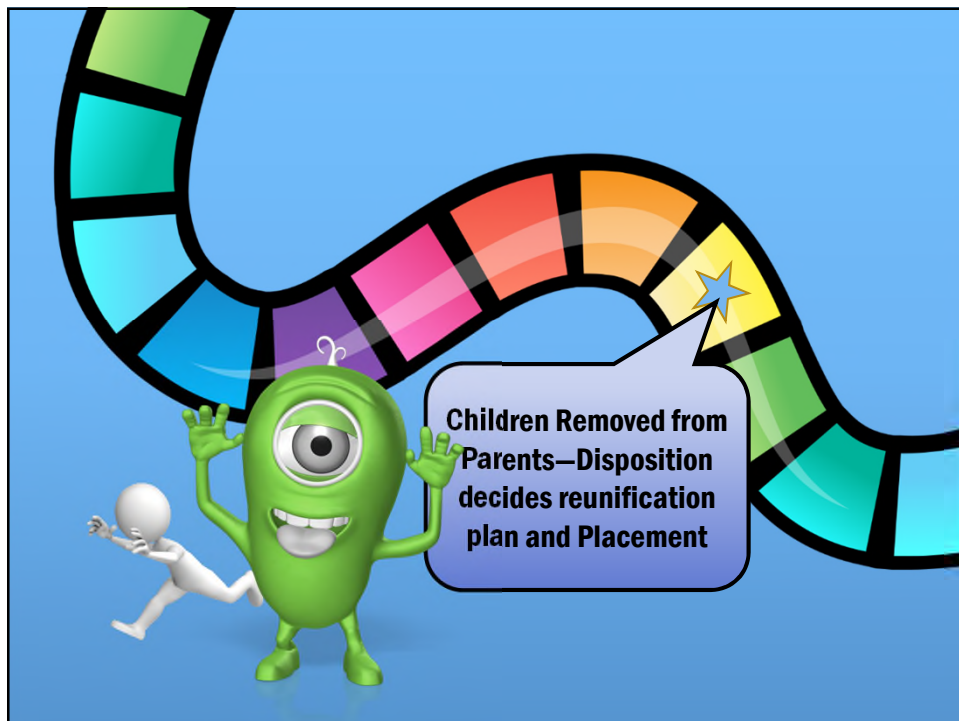 Children Removed from
Parents—Disposition
decides reunification
plan and Placement